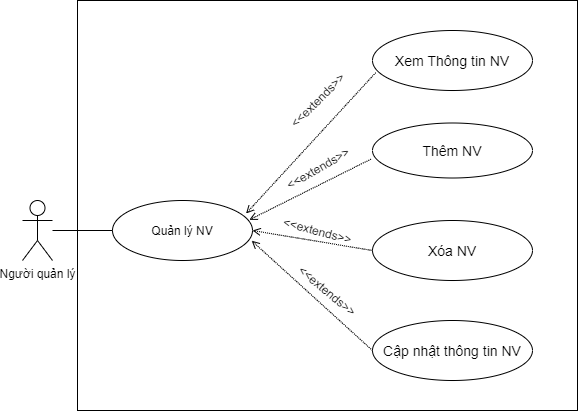 Xem Thông tin NV
<<extends>>
Thêm NV
<<extends>>
Quản lý NV
<<extends>>
Xóa NV
Người quản lý
<<extends>>
Cập nhật thông tin NV